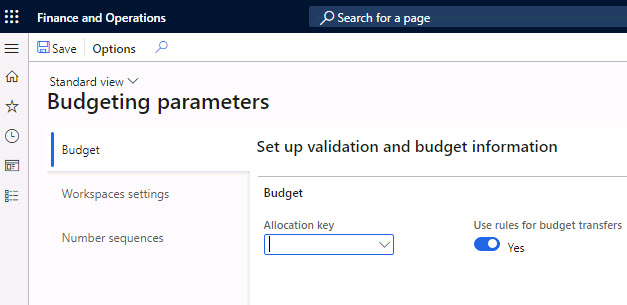 Finance and Operations
Search for a page
Save Options
Standard view
Budgeting parameters
Budget
Workspaces settings
Number sequences
Set up validation and budget information
Budget
Allocation key
Use rules for budget transfers
Yes